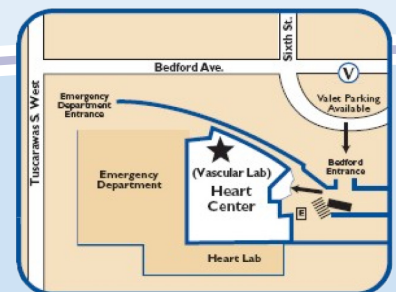 Sixth St.
Bedford Ave.
V
Tuscarawas S. West
Emergency
Department
Entrance
Valet Parking
Available
Bedford
Entrance
(Vascular Lab)
Heart
Center
Emergency
Department
E
Heart Lab